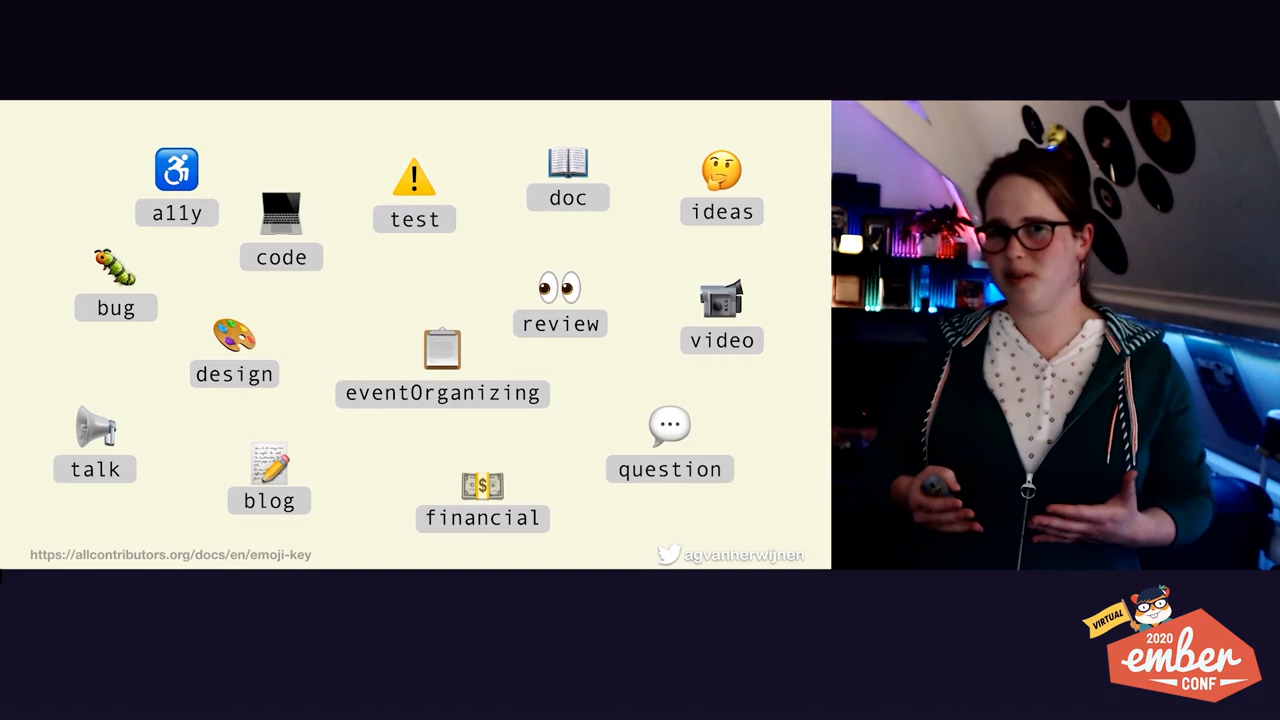 a11y
code
test
doc
ideas
bug
design
eventOrganizing
review
video
talk
blog
financial
question
https://allcontributors.org/docs/en/emoji-key
agvanherwijnen
VIRTUAL
2020
ember
CONF